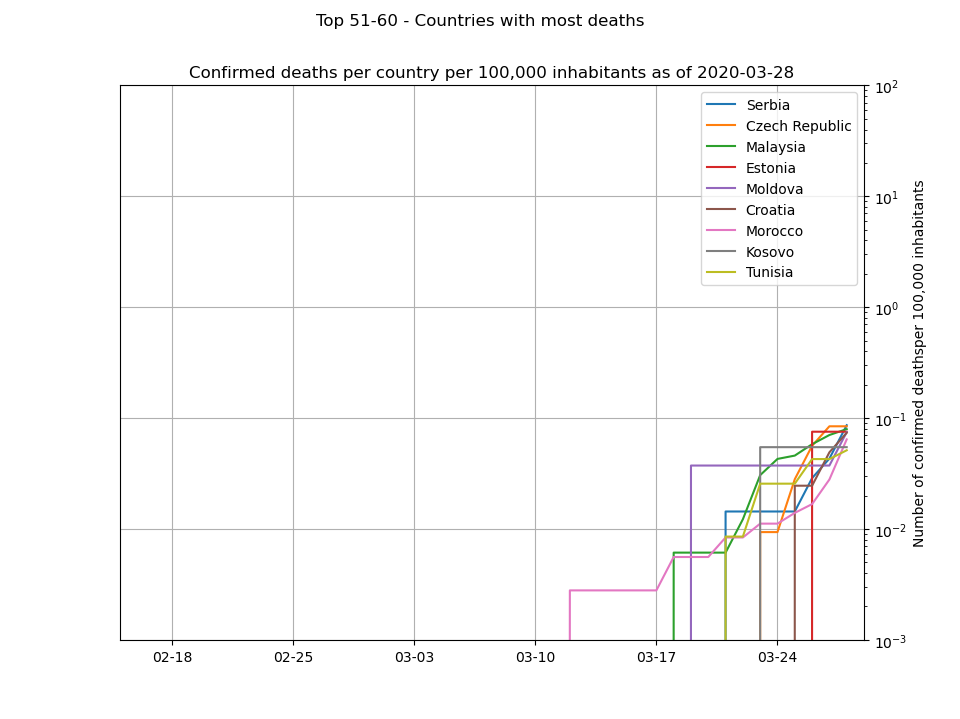 Top 51-60 - Countries with most deaths
Confirmed deaths per country per 100,000 inhabitants as of 2020-03-28
Serbia
Czech Republic
Malaysia
Estonia
Moldova
Croatia
Morocco
Kosovo
Tunisia
10²
10¹
10⁰
10⁻¹
10⁻²
10⁻³
Number of confirmed deathsper 100,000 inhabitants
02-18
02-25
03-03
03-10
03-17
03-24